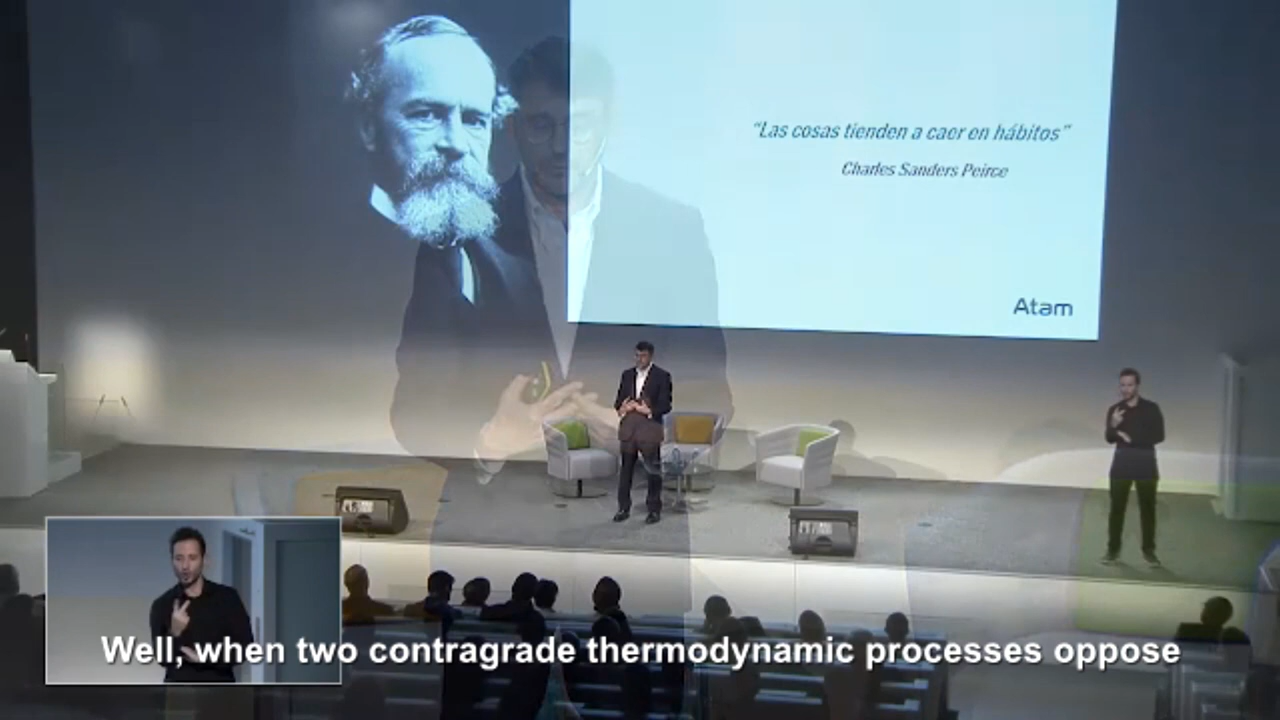 “Las cosas tienden a caer en hábitos”
Charles Sanders Peirce
Atam
Well, when two contragrade thermodynamic processes oppose